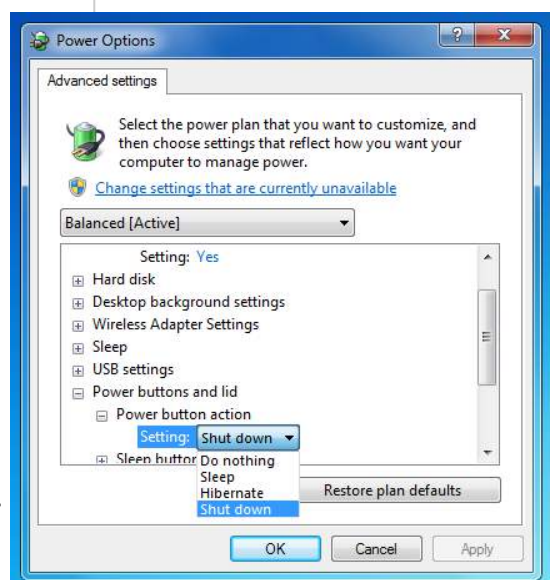 Power Options
Advanced settings
Select the power plan that you want to customize, and
then choose settings that reflect how you want your
computer to manage power.
Change settings that are currently unavailable
Balanced [Active]
Setting: Yes
Hard disk
Desktop background settings
Wireless Adapter Settings
Sleep
USB settings
Power buttons and lid
Power button action
Setting: Shut down
Sleep button
Do nothing
Sleep
Hibernate
Shut down
Restore plan defaults
OK Cancel Apply